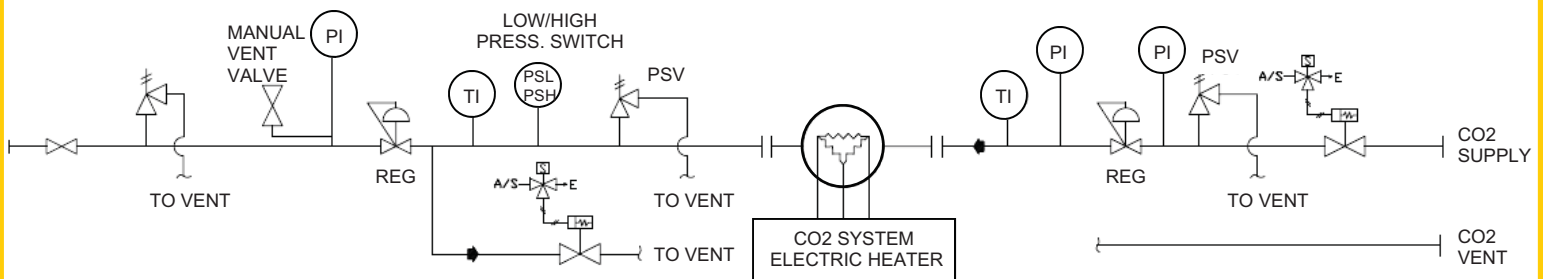 MANUAL
VENT
VALVE
PI
LOW/HIGH
PRESS. SWITCH
TI
PSL
PSH
PSV
REG
TO VENT
S
A/S
E
TO VENT
TO VENT
CO2 SYSTEM
ELECTRIC HEATER
TI
PI
PI
PSV
S
A/S
E
REG
TO VENT
CO2
SUPPLY
CO2
VENT